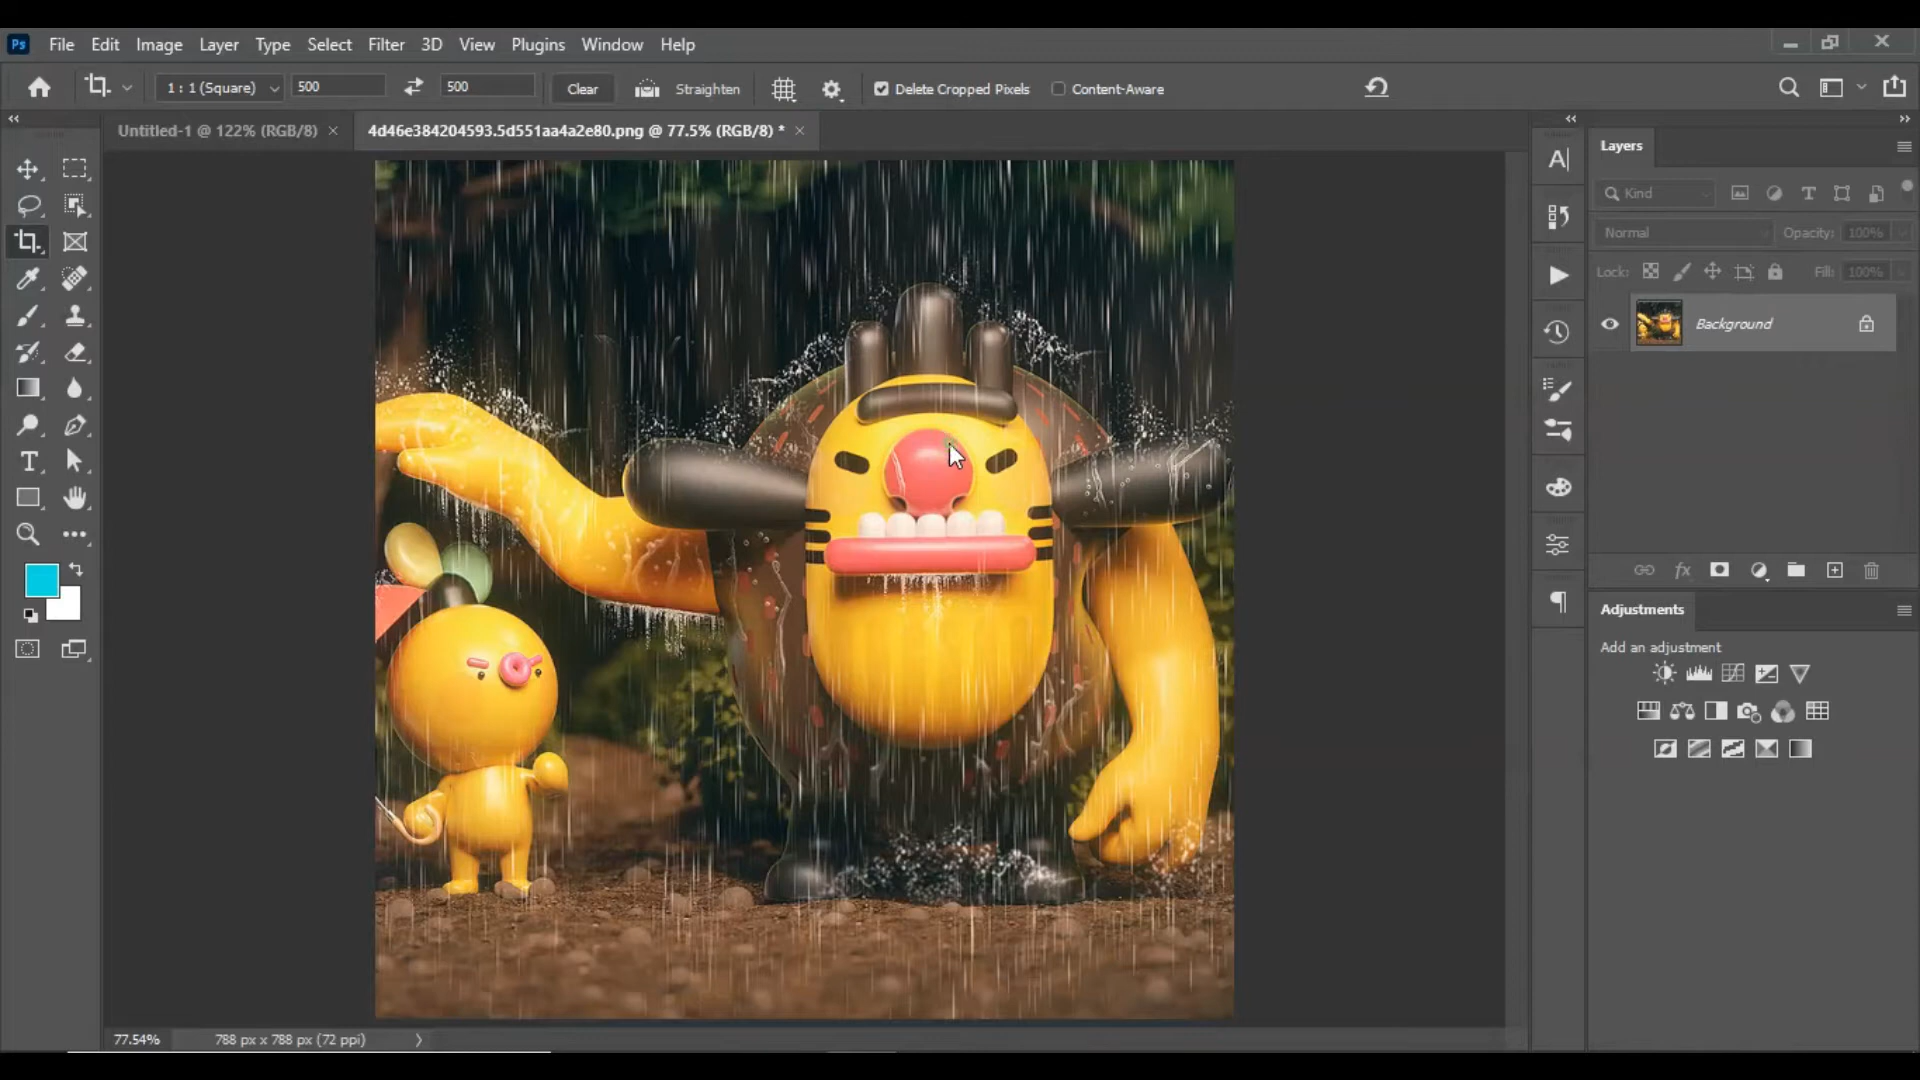 Ps File Edit Image Layer Type Select Filter 3D View Plugins Window Help
1 : 1 (Square) 500 500 Clear Straighten Delete Cropped Pixels Content-Aware
Untitled-1 @ 122% (RGB/8) × 4d46e384204593.5d551aa4a2e80.png @ 77.5% (RGB/8) * ×
Layers
Kind
Normal Opacity: 100%
Lock: Fill: 100%
Background
Adjustments
Add an adjustment
77.54% 788 px x 788 px (72 ppi)